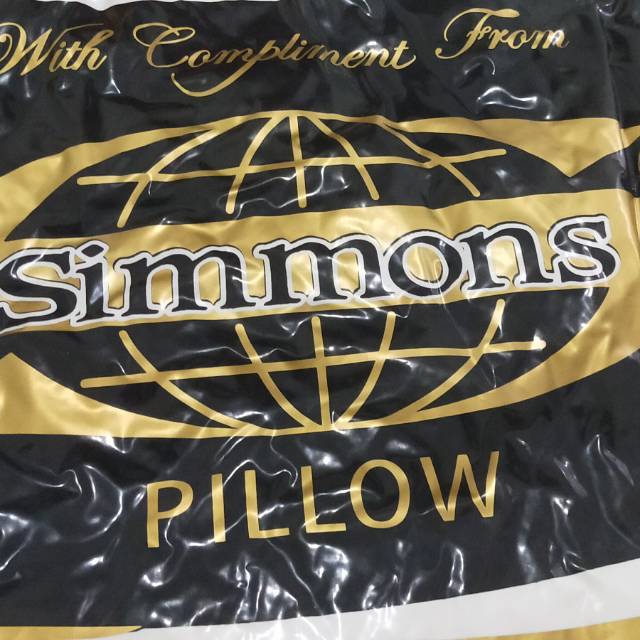 With Compliment From
Simmons
PILLOW